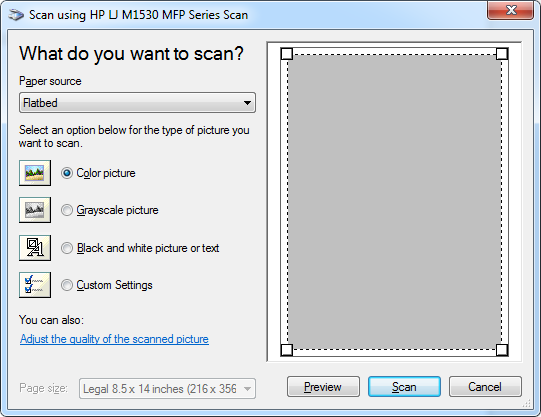 Scan using HP LJ M1530 MFP Series Scan
What do you want to scan?
Paper source
Flatbed
Select an option below for the type of picture you
want to scan.
Color picture
Grayscale picture
Black and white picture or text
Custom Settings
You can also:
Adjust the quality of the scanned picture
Page size:
Legal 8.5 x 14 inches (216 x 356
Preview
Scan
Cancel